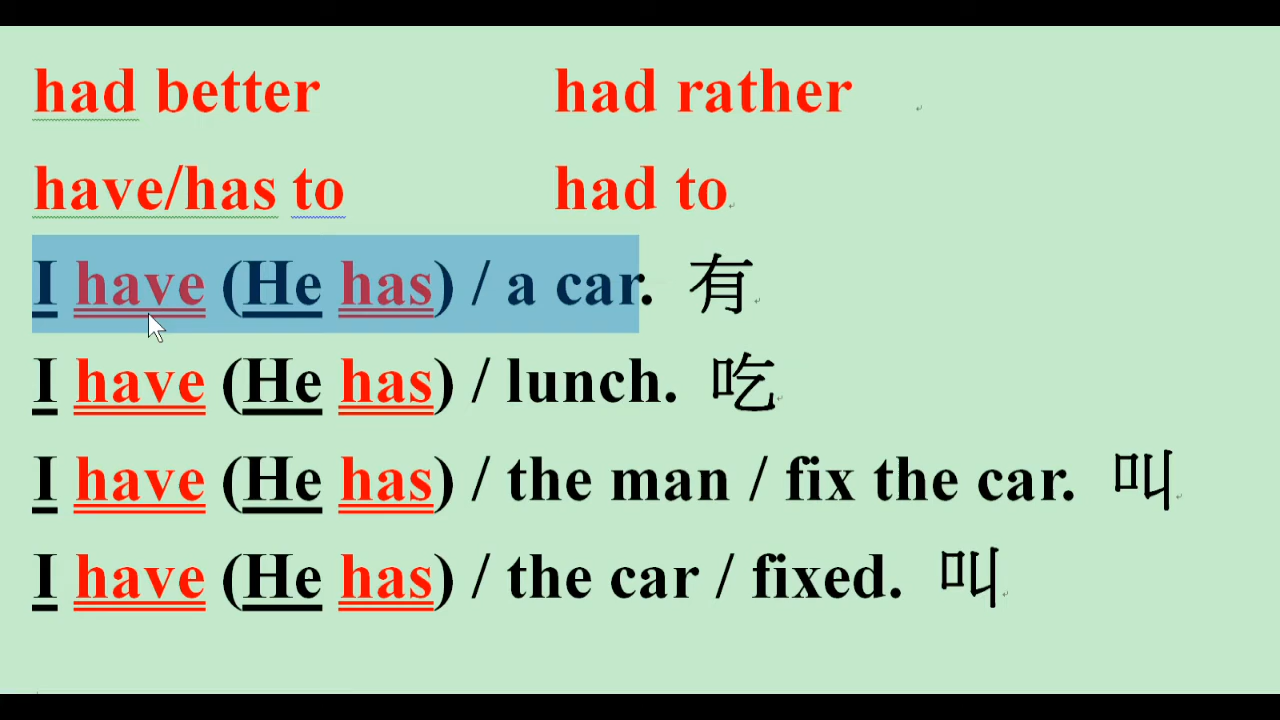 had better had rather
have/has to had to
I have (He has) / a car. 有
I have (He has) / lunch. 吃
I have (He has) / the man / fix the car. 叫
I have (He has) / the car / fixed. 叫